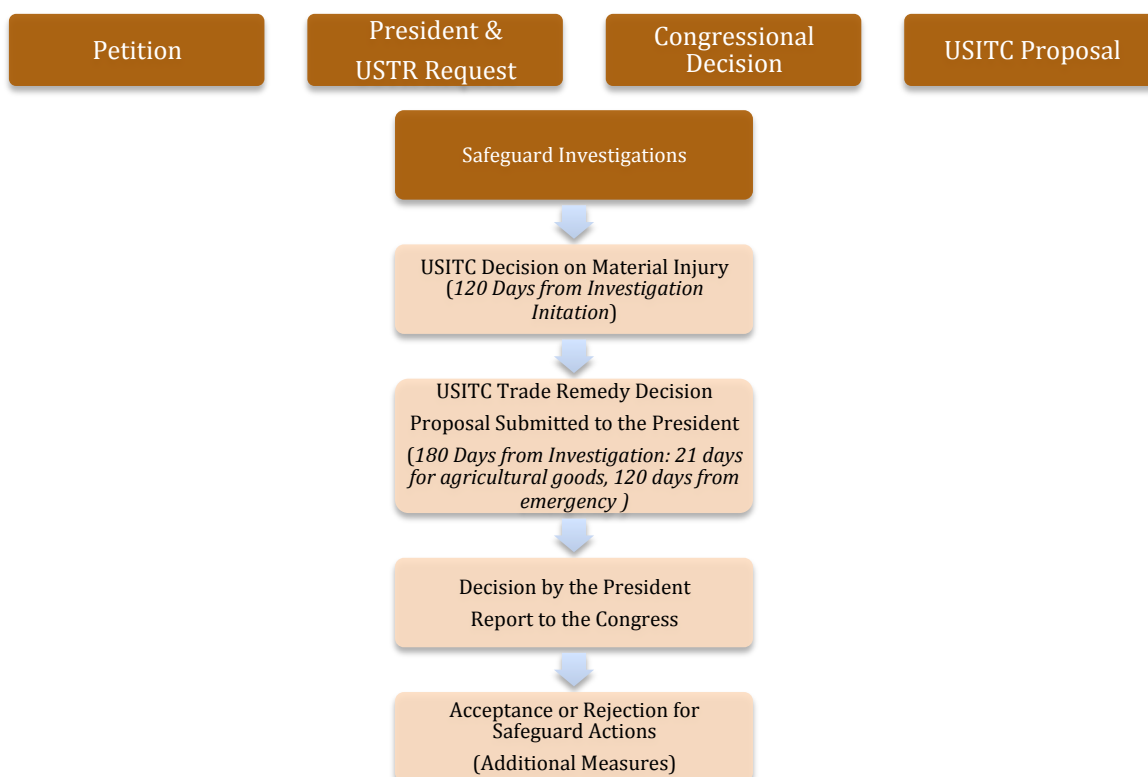 Petition
President &
USTR Request
Congressional
Decision
USITC Proposal
Safeguard Investigations
USITC Decision on Material Injury
(120 Days from Investigation
Initation)
USITC Trade Remedy Decision
Proposal Submitted to the President
(180 Days from Investigation: 21 days
for agricultural goods, 120 days from
emergency )
Decision by the President
Report to the Congress
Acceptance or Rejection for
Safeguard Actions
(Additional Measures)